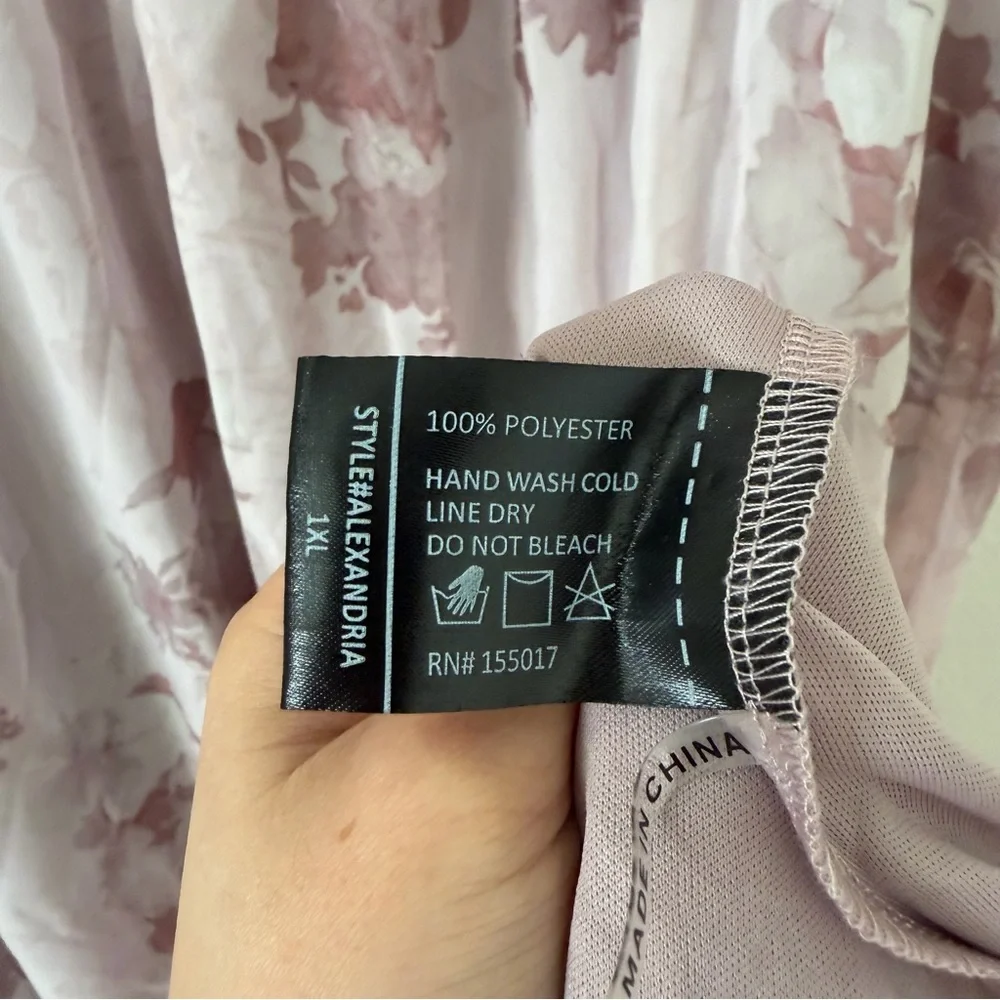 STYLE#ALEXANDRIA
1XL
100% POLYESTER
HAND WASH COLD
LINE DRY
DO NOT BLEACH
RN# 155017
MADE IN CHINA